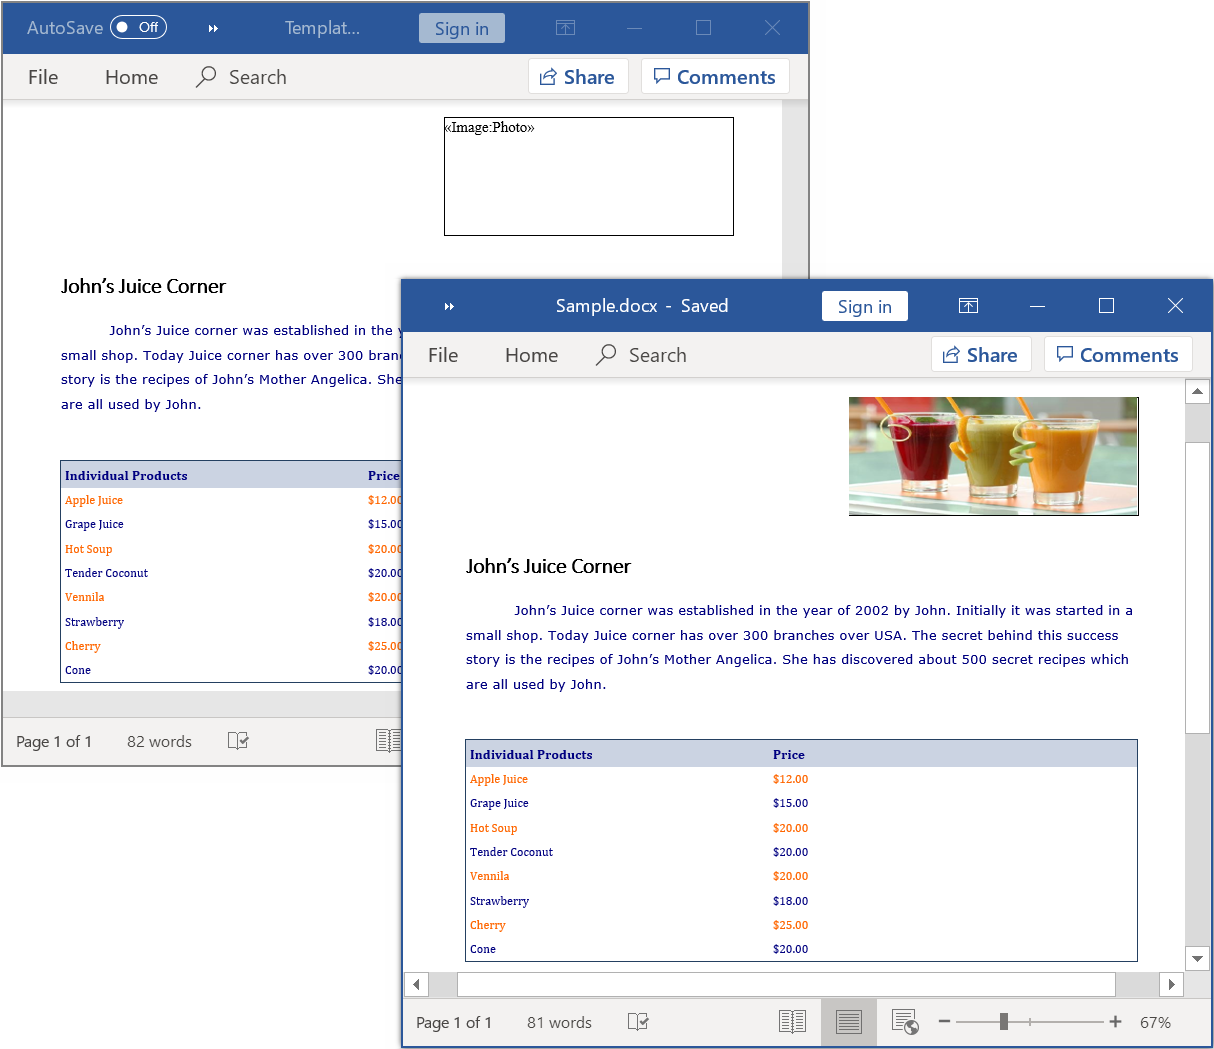 AutoSave Off Templat... Sign in
File Home Search Share Comments
«Image:Photo»
John's Juice Corner
John's Juice corner was established in the y
small shop. Today Juice corner has over 300 bran
story is the recipes of John's Mother Angelica. She
are all used by John.
Individual Products Price
Apple Juice $12.00
Grape Juice $15.00
Hot Soup $20.00
Tender Coconut $20.00
Vennila $20.00
Strawberry $18.00
Cherry $25.00
Cone $20.00
Page 1 of 1 82 words
Sample.docx - Saved Sign in
File Home Search Share Comments
John's Juice Corner
John's Juice corner was established in the year of 2002 by John. Initially it was started in a
small shop. Today Juice corner has over 300 branches over USA. The secret behind this success
story is the recipes of John's Mother Angelica. She has discovered about 500 secret recipes which
are all used by John.
Individual Products Price
Apple Juice $12.00
Grape Juice $15.00
Hot Soup $20.00
Tender Coconut $20.00
Vennila $20.00
Strawberry $18.00
Cherry $25.00
Cone $20.00
Page 1 of 1 81 words 67%